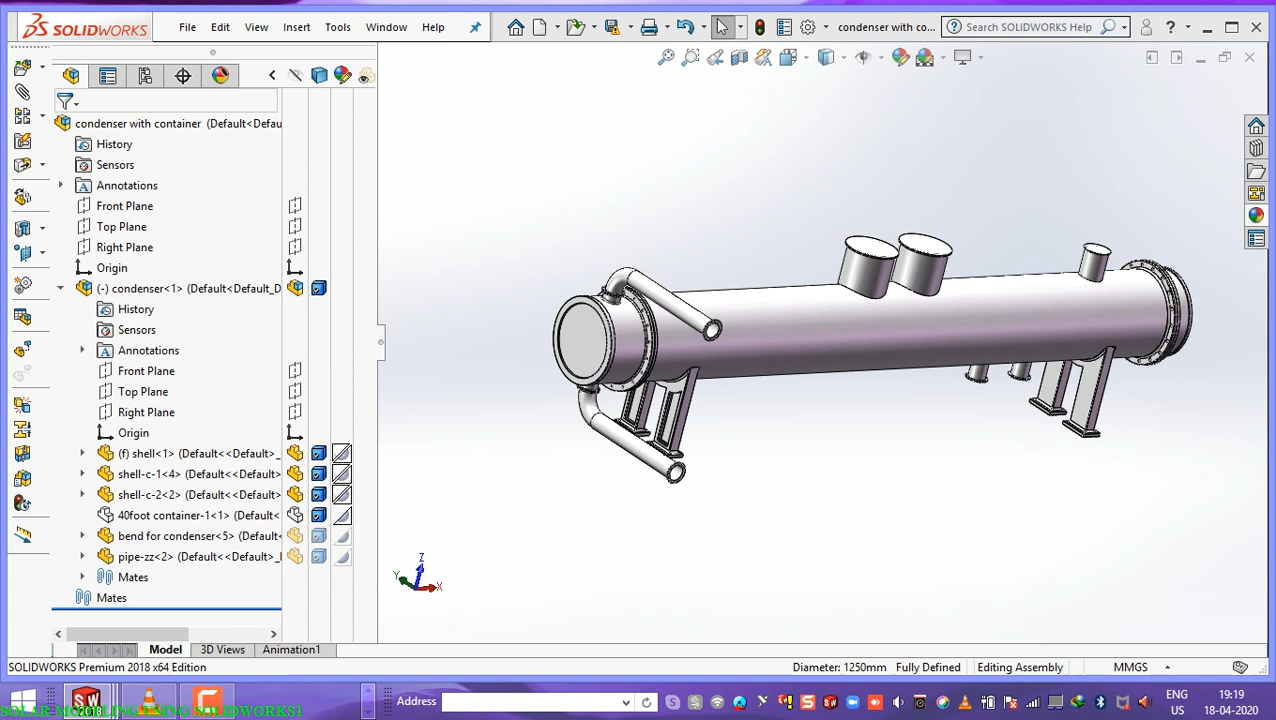 SOLIDWORKS File Edit View Insert Tools Window Help condenser with co... Search SOLIDWORKS Help ?
condenser with container (Default<Defau
History
Sensors
Annotations
Front Plane
Top Plane
Right Plane
Origin
(-) condenser<1> (Default<Default_D
History
Sensors
Annotations
Front Plane
Top Plane
Right Plane
Origin
(f) shell<1> (Default<<Default>_
shell-c-1<4> (Default<<Default>_
shell-c-2<2> (Default<<Default>_
40foot container-1<1> (Default<
bend for condenser<5> (Default<
pipe-zz<2> (Default<<Default>_
Mates
Mates
Z
Y
X
Model 3D Views Animation1
SOLIDWORKS Premium 2018 x64 Edition Diameter: 1250mm Fully Defined Editing Assembly MMGS
Address ENG 19:19
US 18-04-2020
SOLAR MODELLING USING SOLIDWORKS1